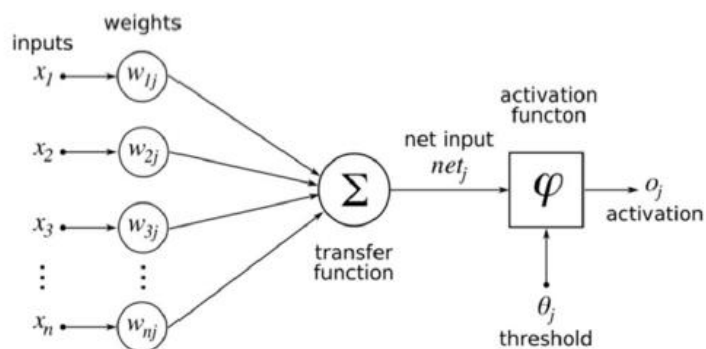 weights
inputs
x₁
w₁ⱼ
activation
functon
x₂
w₂ⱼ
net input
netⱼ
Σ
φ
oⱼ
activation
x₃
w₃ⱼ
transfer
function
⋮ ⋮
θⱼ
threshold
xₙ
wₙⱼ